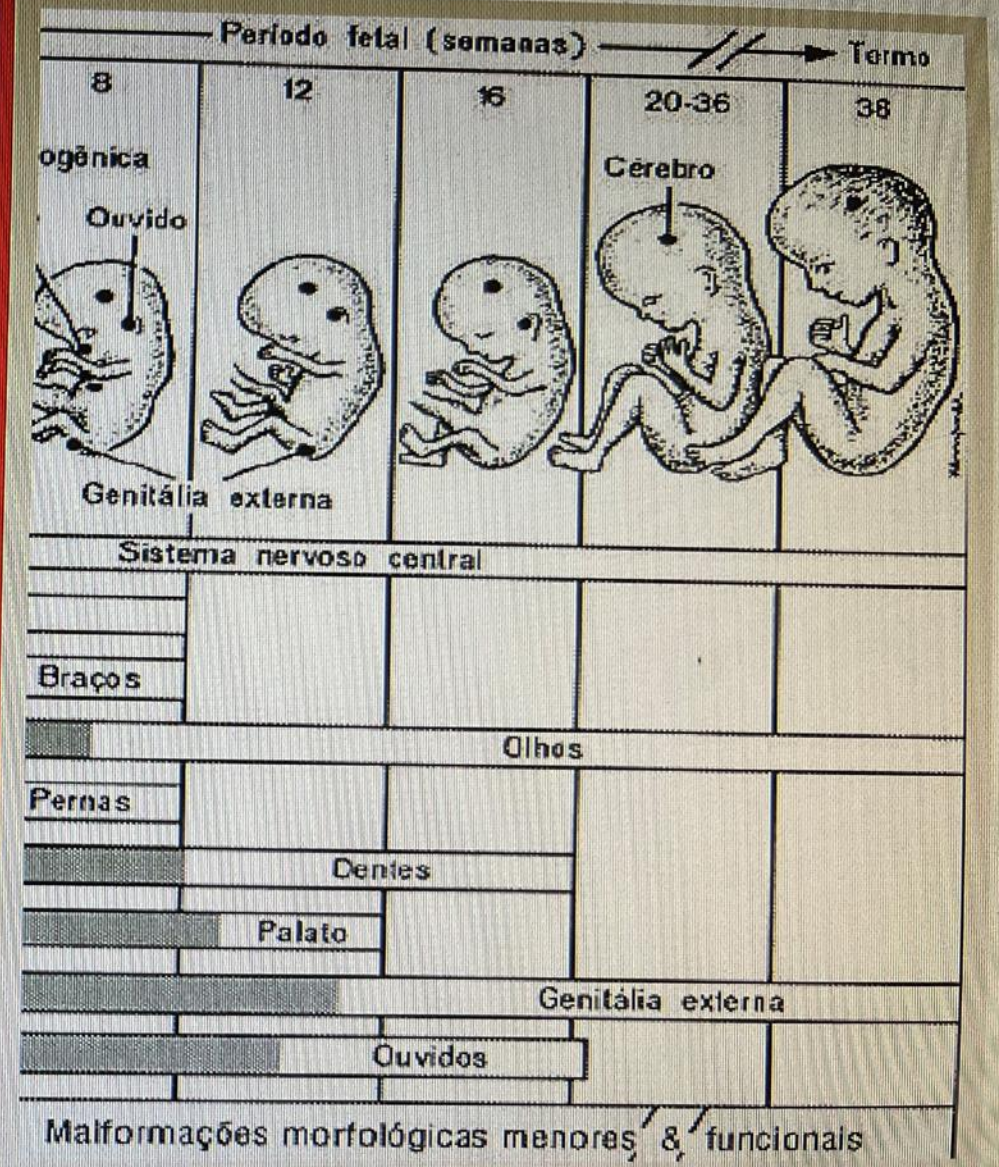 Período fetal (semanas)
Termo
8
12
16
20-36
38
ogênica
Ouvido
Cérebro
Genitália externa
Sistema nervoso central
Braços
Olhos
Pernas
Dentes
Palato
Genitália externa
Ouvidos
Malformações morfológicas menores & funcionais